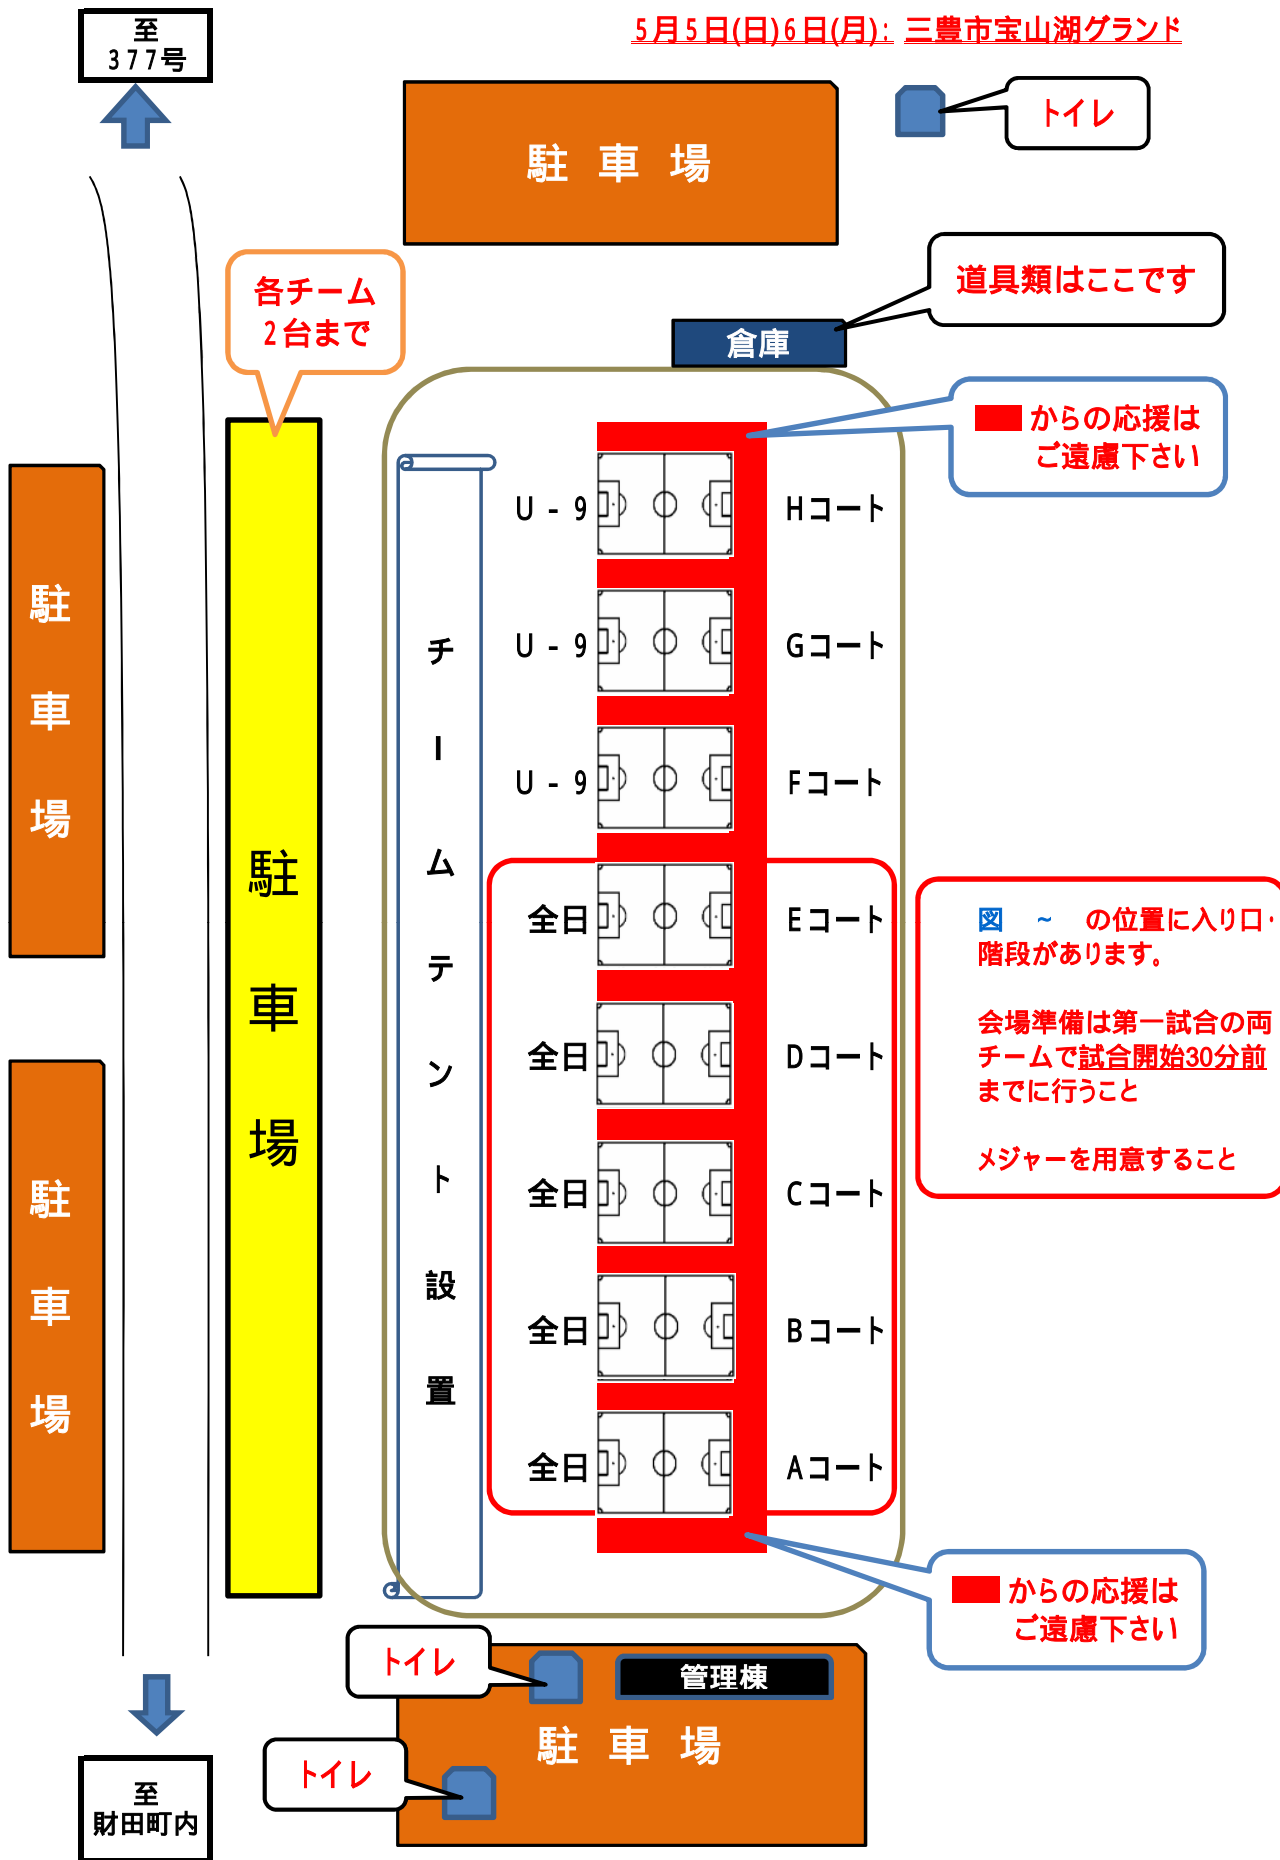 至
377号
5月5日(日)6日(月): 三豊市宝山湖グランド
トイレ
駐 車 場
各チーム
2台まで
道具類はここです
倉庫
からの応援は
ご遠慮下さい
U-9
Hコート
U-9
Gコート
U-9
Fコート
全日
Eコート
全日
Dコート
全日
Cコート
全日
Bコート
全日
Aコート
チームテント設置
駐車場
駐車場
駐車場
図 ~ の位置に入り口・
階段があります。
会場準備は第一試合の両
チームで試合開始30分前
までに行うこと
メジャーを用意すること
からの応援は
ご遠慮下さい
トイレ
管理棟
駐 車 場
トイレ
至
財田町内